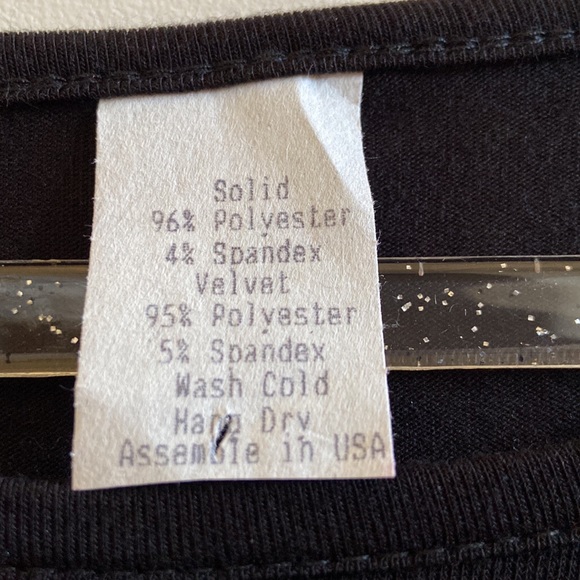 Solid
96% Polyester
4% Spandex
Velvet
95% Polyester
5% Spandex
Wash Cold
Hang Dry
Assemble in USA